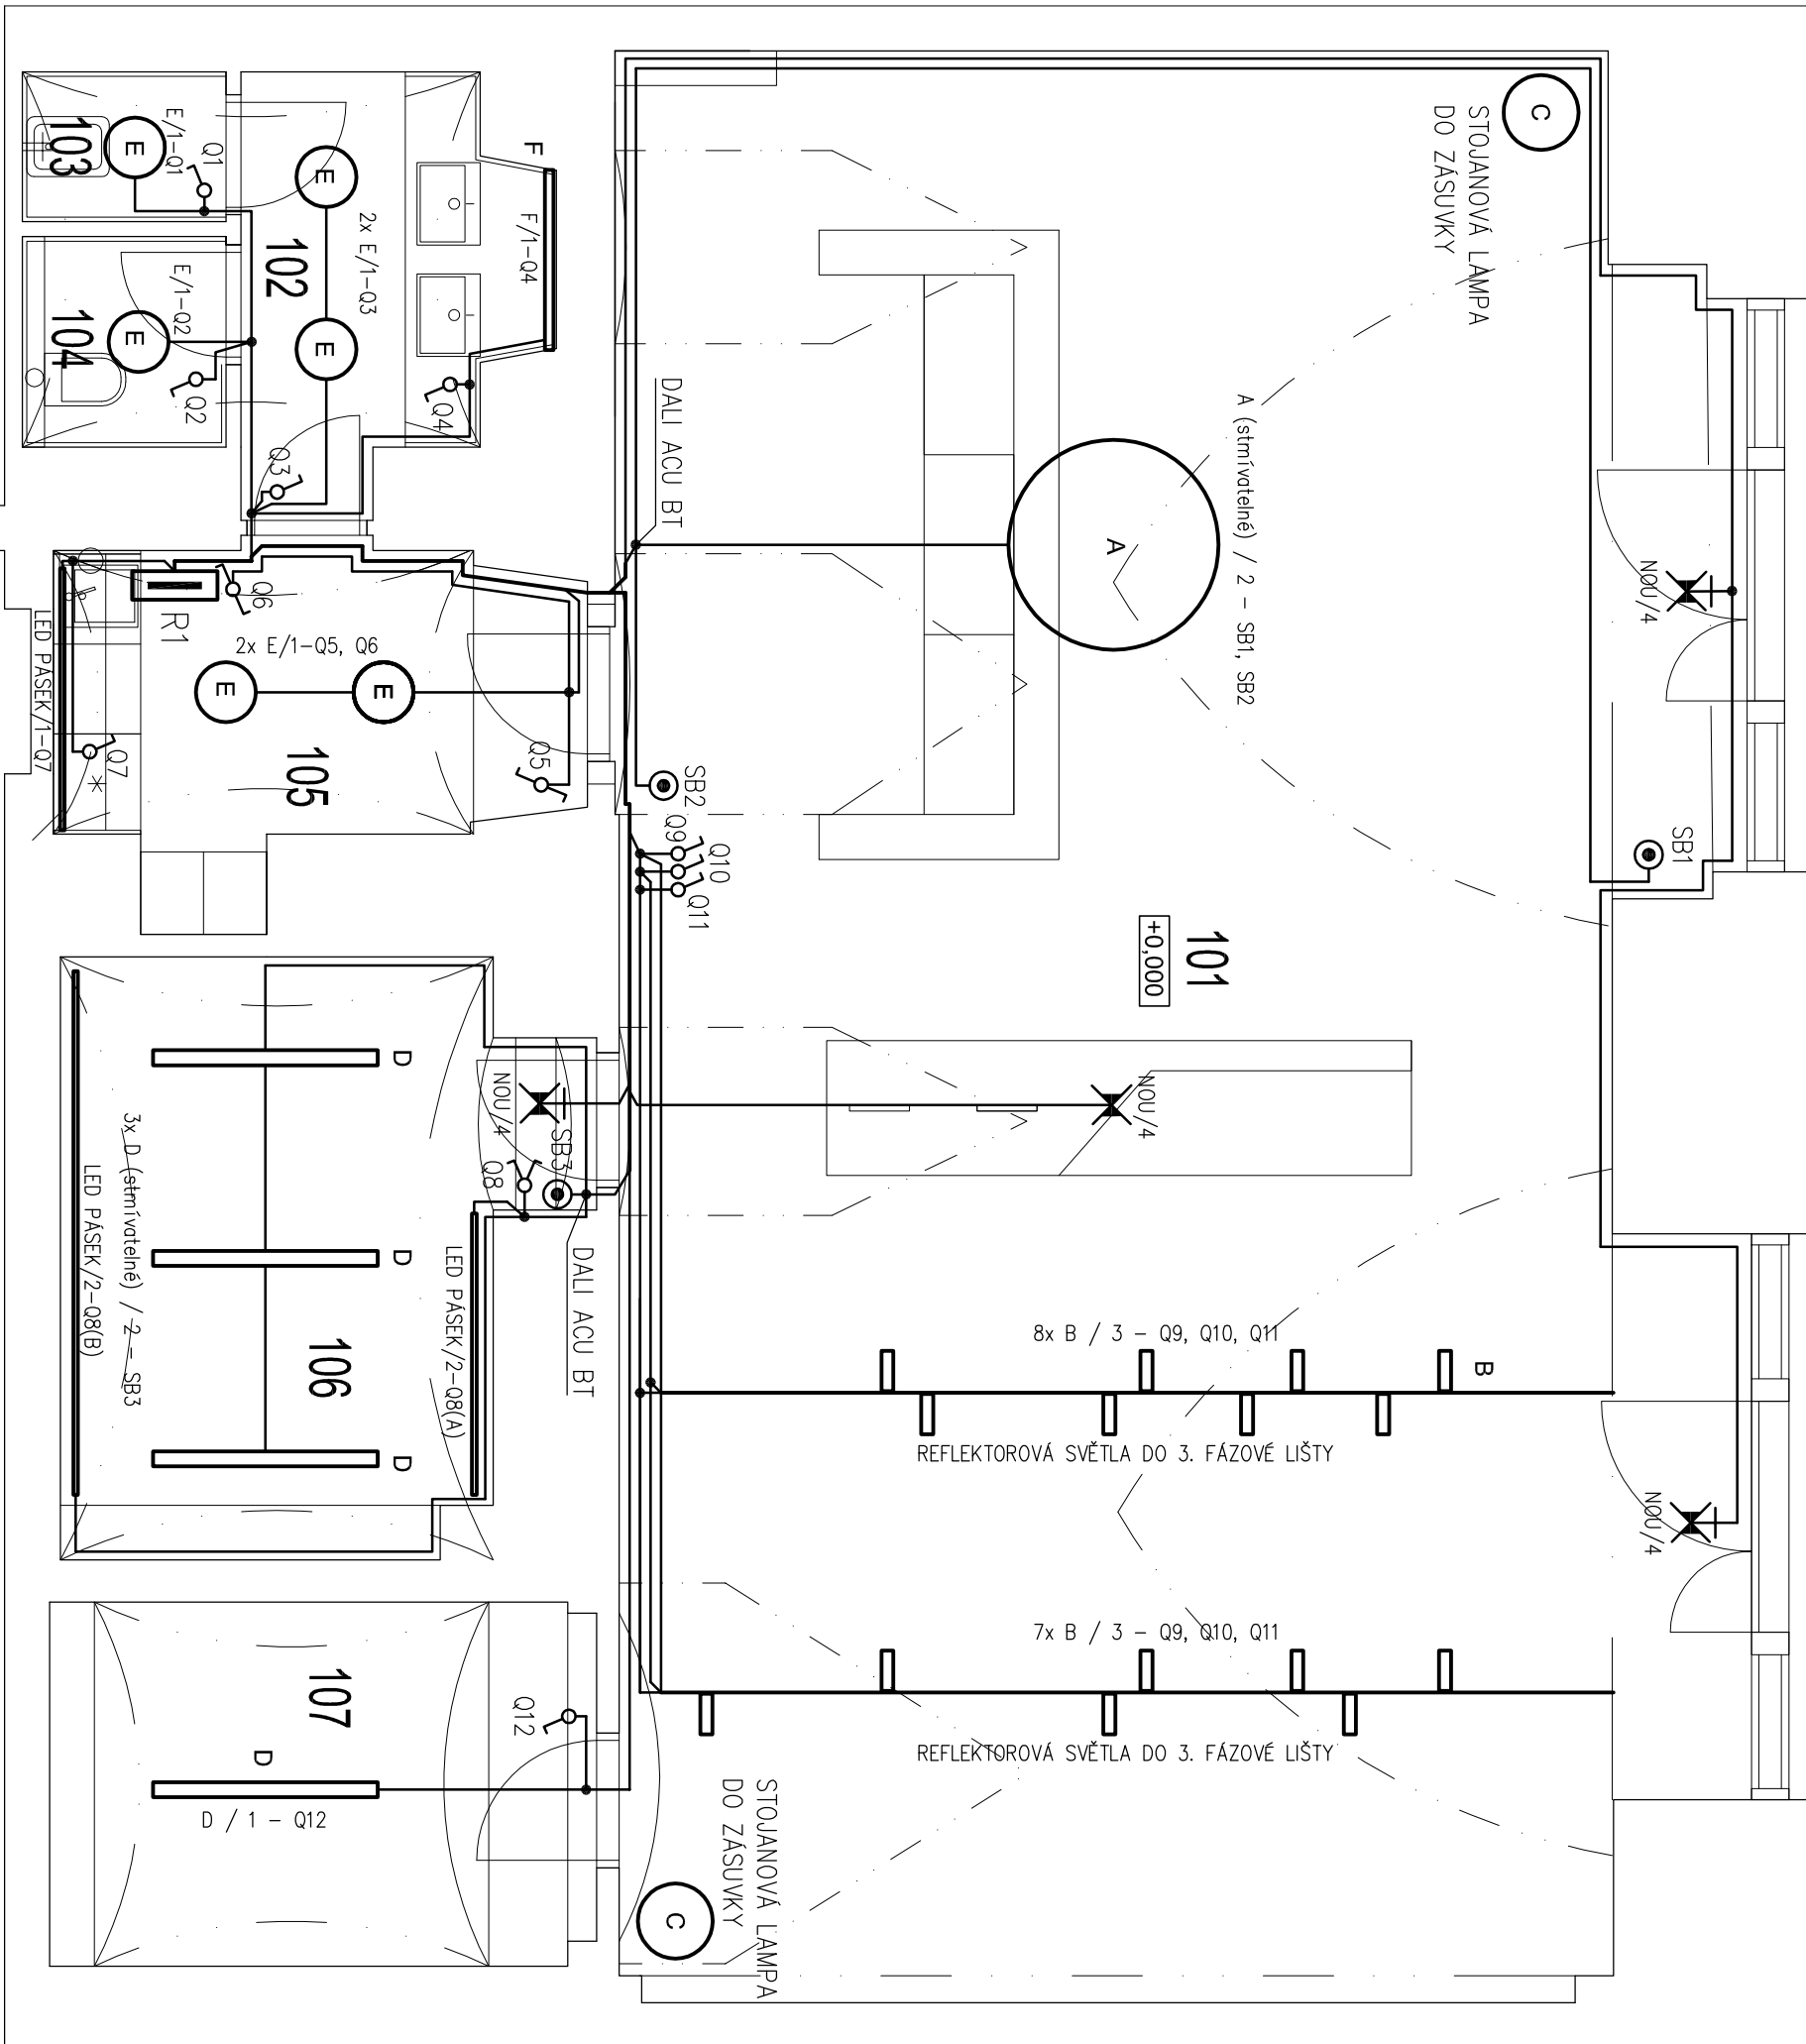 STOJANOVÁ LAMPA
DO ZÁSUVKY
C
103
E
E/1-Q1
Q1
E
2x E/1-Q3
102
E
F
F/1-Q4
E/1-Q2
104
E
Q2
Q3
Q4
DALI ACU BT
A (stmívatelné) / 2 - SB1, SB2
A
NOU/4
SB1
SB2
Q9
Q10
Q11
R1
Q6
2x E/1-Q5, Q6
E
E
LED PÁSEK/1-Q7
Q7
105
Q5
101
+0,000
NOU/4
NOU/4
SB3
Q8
DALI ACU BT
D
D
D
3x D (stmívatelné) / 2 - SB3
LED PÁSEK/2-Q8(B)
LED PÁSEK/2-Q8(A)
106
8x B / 3 - Q9, Q10, Q11
B
REFLEKTOROVÁ SVĚTLA DO 3. FÁZOVÉ LIŠTY
NOU/4
7x B / 3 - Q9, Q10, Q11
REFLEKTOROVÁ SVĚTLA DO 3. FÁZOVÉ LIŠTY
107
Q12
D
D / 1 - Q12
STOJANOVÁ LAMPA
DO ZÁSUVKY
C